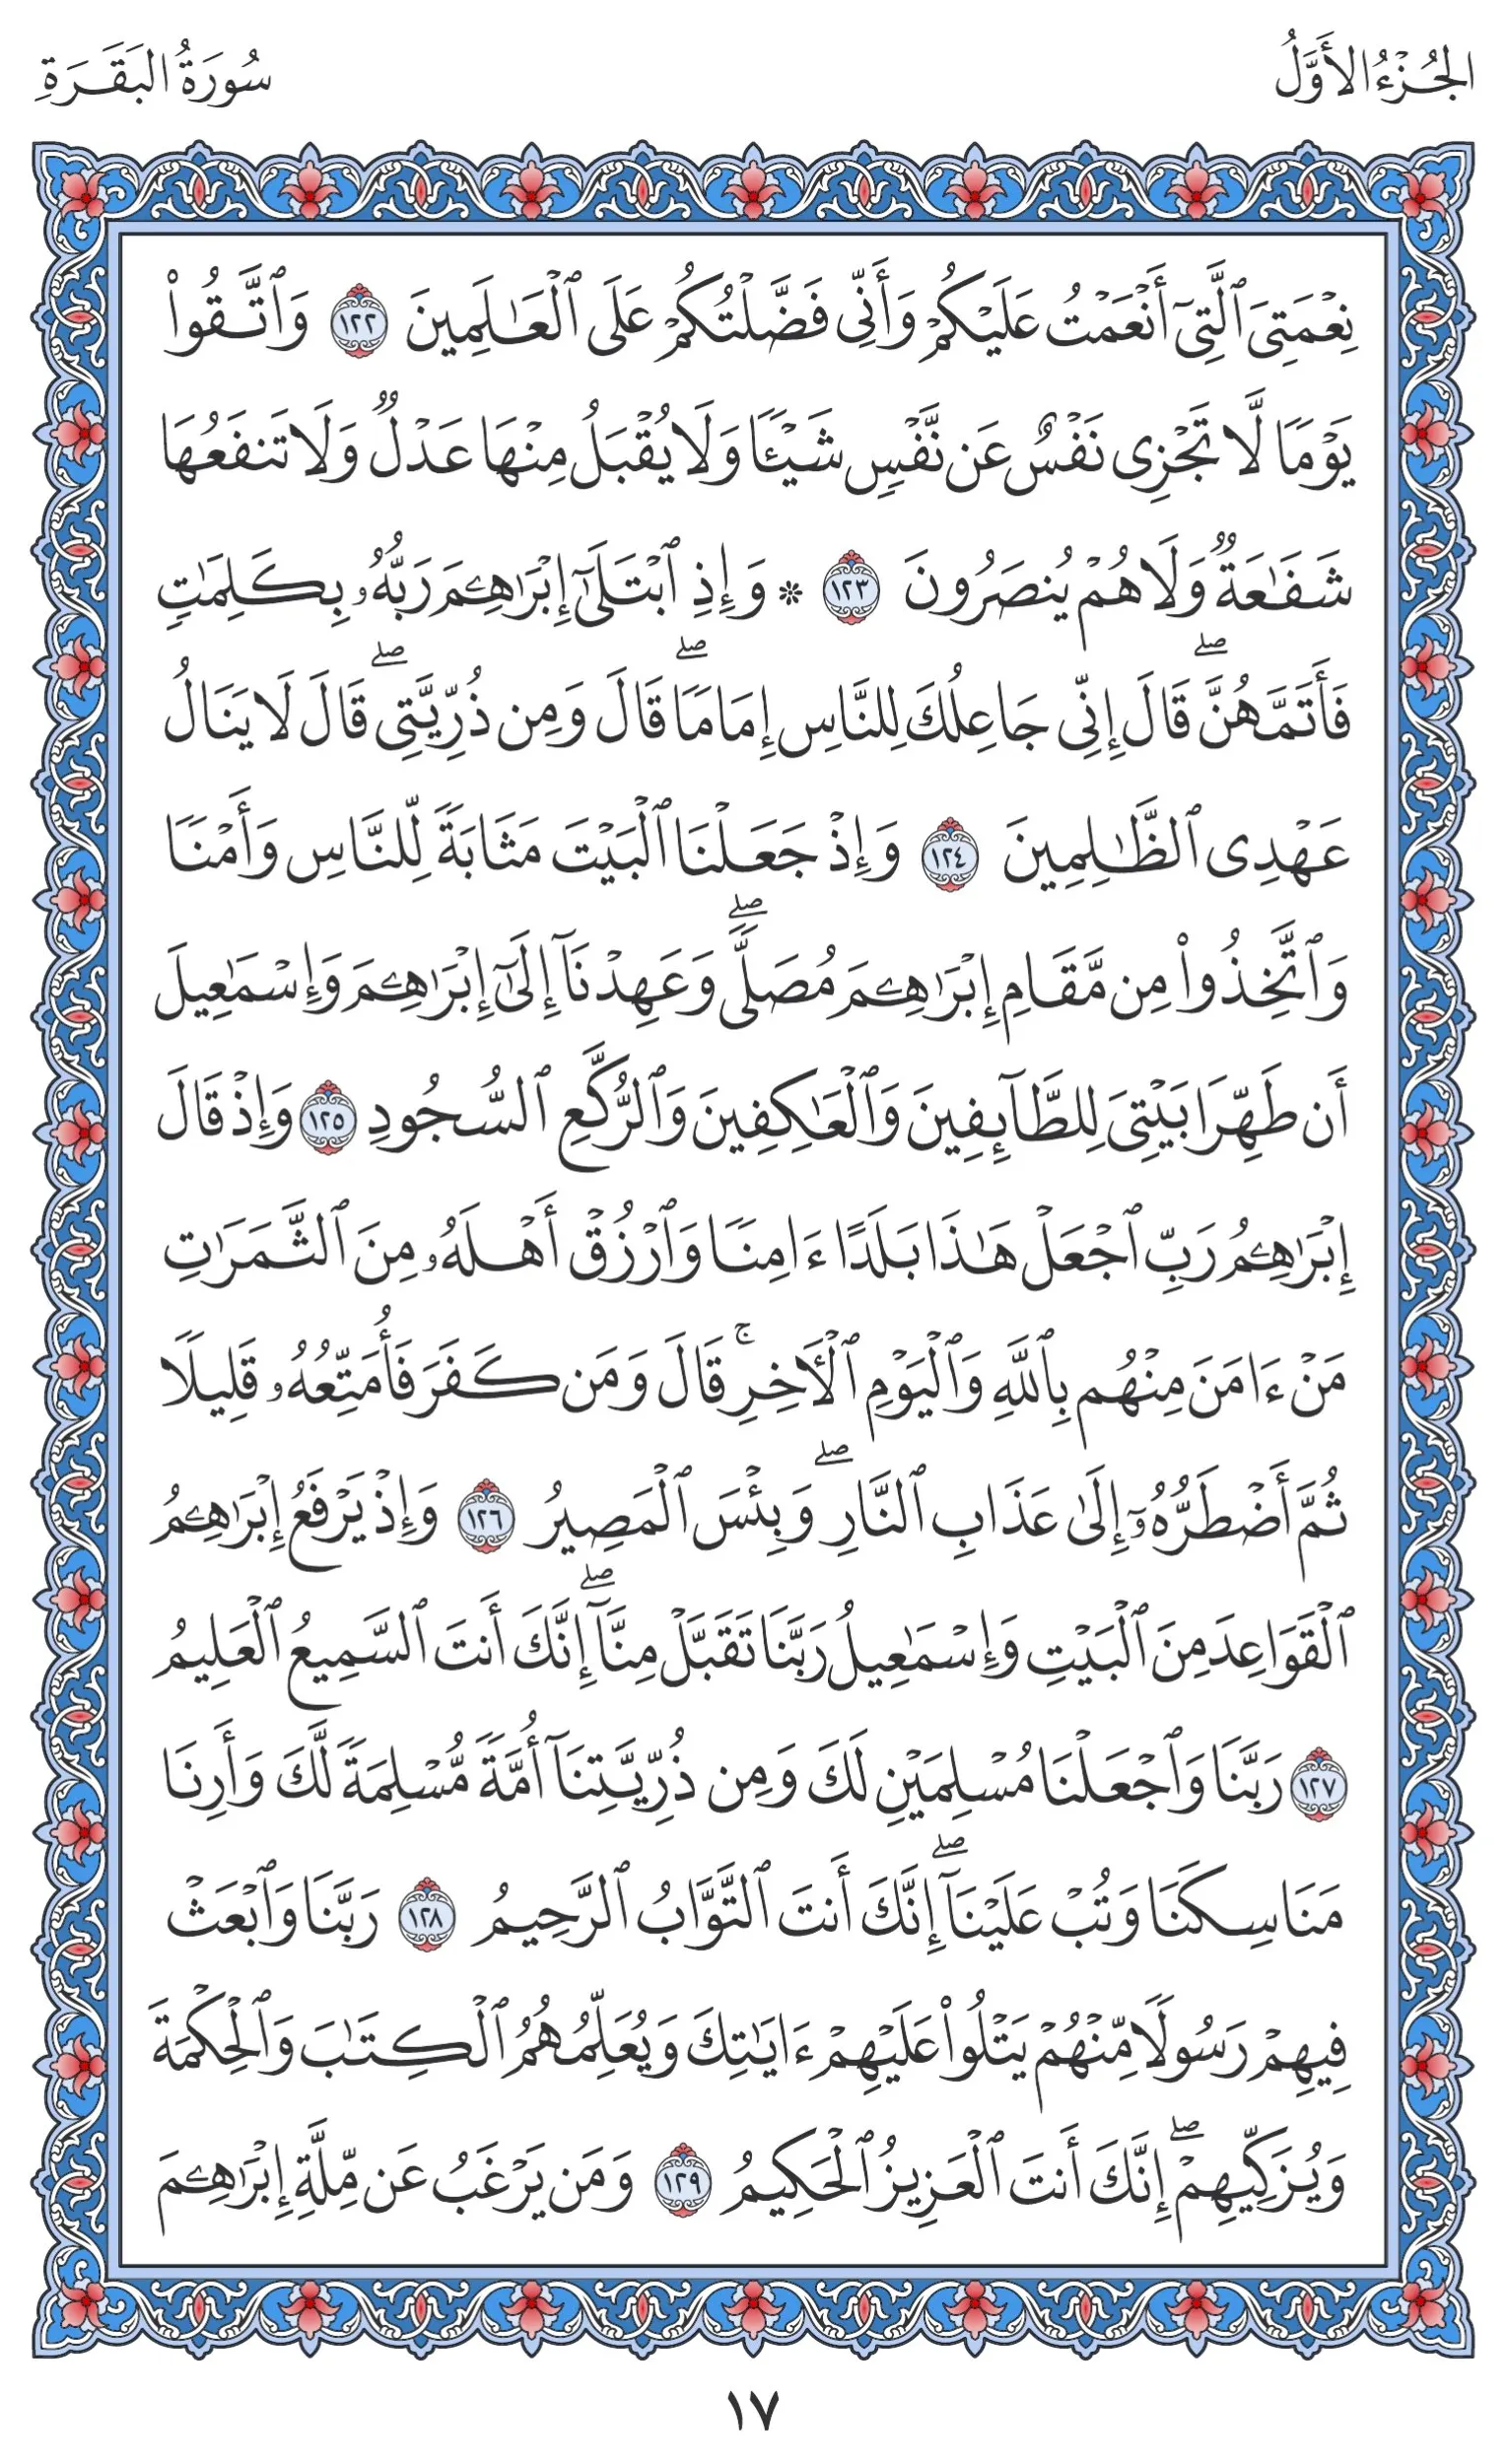 الجُزْءُ الأَوَّلُ
سُورَةُ البَقَرَةِ
نِعۡمَتِيَ ٱلَّتِيٓ أَنۡعَمۡتُ عَلَيۡكُمۡ وَأَنِّي فَضَّلۡتُكُمۡ عَلَى ٱلۡعَٰلَمِينَ ١٢٢ وَٱتَّقُواْ
يَوۡمٗا لَّا تَجۡزِي نَفۡسٌ عَن نَّفۡسٖ شَيۡـٔٗا وَلَا يُقۡبَلُ مِنۡهَا عَدۡلٞ وَلَا تَنفَعُهَا
شَفَٰعَةٞ وَلَا هُمۡ يُنصَرُونَ ١٢٣ ۞ وَإِذِ ٱبۡتَلَىٰٓ إِبۡرَٰهِـۧمَ رَبُّهُۥ بِكَلِمَٰتٖ
فَأَتَمَّهُنَّۖ قَالَ إِنِّي جَاعِلُكَ لِلنَّاسِ إِمَامٗاۖ قَالَ وَمِن ذُرِّيَّتِيۖ قَالَ لَا يَنَالُ
عَهۡدِي ٱلظَّٰلِمِينَ ١٢٤ وَإِذۡ جَعَلۡنَا ٱلۡبَيۡتَ مَثَابَةٗ لِّلنَّاسِ وَأَمۡنٗا
وَٱتَّخِذُواْ مِن مَّقَامِ إِبۡرَٰهِـۧمَ مُصَلّٗىۖ وَعَهِدۡنَآ إِلَىٰٓ إِبۡرَٰهِـۧمَ وَإِسۡمَٰعِيلَ
أَن طَهِّرَا بَيۡتِيَ لِلطَّآئِفِينَ وَٱلۡعَٰكِفِينَ وَٱلرُّكَّعِ ٱلسُّجُودِ ١٢٥ وَإِذۡ قَالَ
إِبۡرَٰهِـۧمُ رَبِّ ٱجۡعَلۡ هَٰذَا بَلَدًا ءَامِنٗا وَٱرۡزُقۡ أَهۡلَهُۥ مِنَ ٱلثَّمَرَٰتِ
مَنۡ ءَامَنَ مِنۡهُم بِٱللَّهِ وَٱلۡيَوۡمِ ٱلۡأٓخِرِۚ قَالَ وَمَن كَفَرَ فَأُمَتِّعُهُۥ قَلِيلٗا
ثُمَّ أَضۡطَرُّهُۥٓ إِلَىٰ عَذَابِ ٱلنَّارِۖ وَبِئۡسَ ٱلۡمَصِيرُ ١٢٦ وَإِذۡ يَرۡفَعُ إِبۡرَٰهِـۧمُ
ٱلۡقَوَاعِدَ مِنَ ٱلۡبَيۡتِ وَإِسۡمَٰعِيلُ رَبَّنَا تَقَبَّلۡ مِنَّآۖ إِنَّكَ أَنتَ ٱلسَّمِيعُ ٱلۡعَلِيمُ
١٢٧ رَبَّنَا وَٱجۡعَلۡنَا مُسۡلِمَيۡنِ لَكَ وَمِن ذُرِّيَّتِنَآ أُمَّةٗ مُّسۡلِمَةٗ لَّكَ وَأَرِنَا
مَنَاسِكَنَا وَتُبۡ عَلَيۡنَآۖ إِنَّكَ أَنتَ ٱلتَّوَّابُ ٱلرَّحِيمُ ١٢٨ رَبَّنَا وَٱبۡعَثۡ
فِيهِمۡ رَسُولٗا مِّنۡهُمۡ يَتۡلُواْ عَلَيۡهِمۡ ءَايَٰتِكَ وَيُعَلِّمُهُمُ ٱلۡكِتَٰبَ وَٱلۡحِكۡمَةَ
وَيُزَكِّيهِمۡۖ إِنَّكَ أَنتَ ٱلۡعَزِيزُ ٱلۡحَكِيمُ ١٢٩ وَمَن يَرۡغَبُ عَن مِّلَّةِ إِبۡرَٰهِـۧمَ
١٧